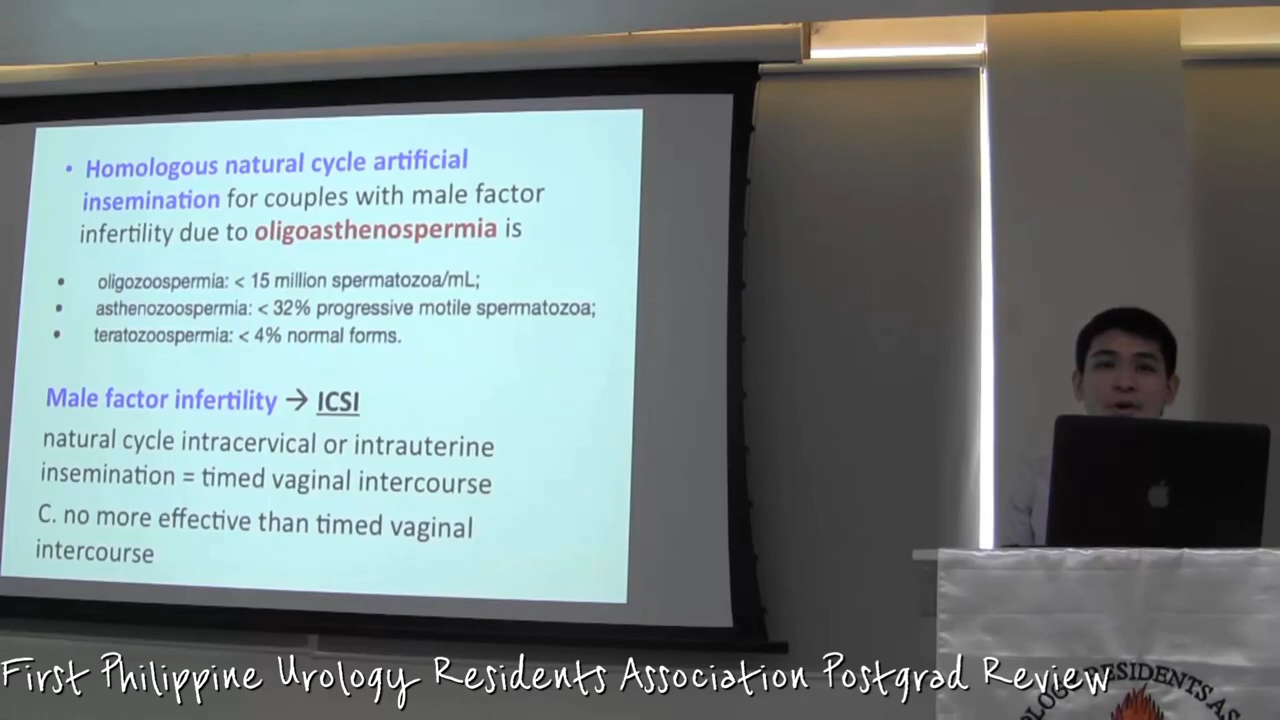 • Homologous natural cycle artificial
insemination for couples with male factor
infertility due to oligoasthenospermia is
• oligozoospermia: < 15 million spermatozoa/mL;
• asthenozoospermia: < 32% progressive motile spermatozoa;
• teratozoospermia: < 4% normal forms.
Male factor infertility → ICSI
natural cycle intracervical or intrauterine
insemination = timed vaginal intercourse
C. no more effective than timed vaginal
intercourse
First Philippine Urology Residents Association Postgrad Review
RESIDENTS